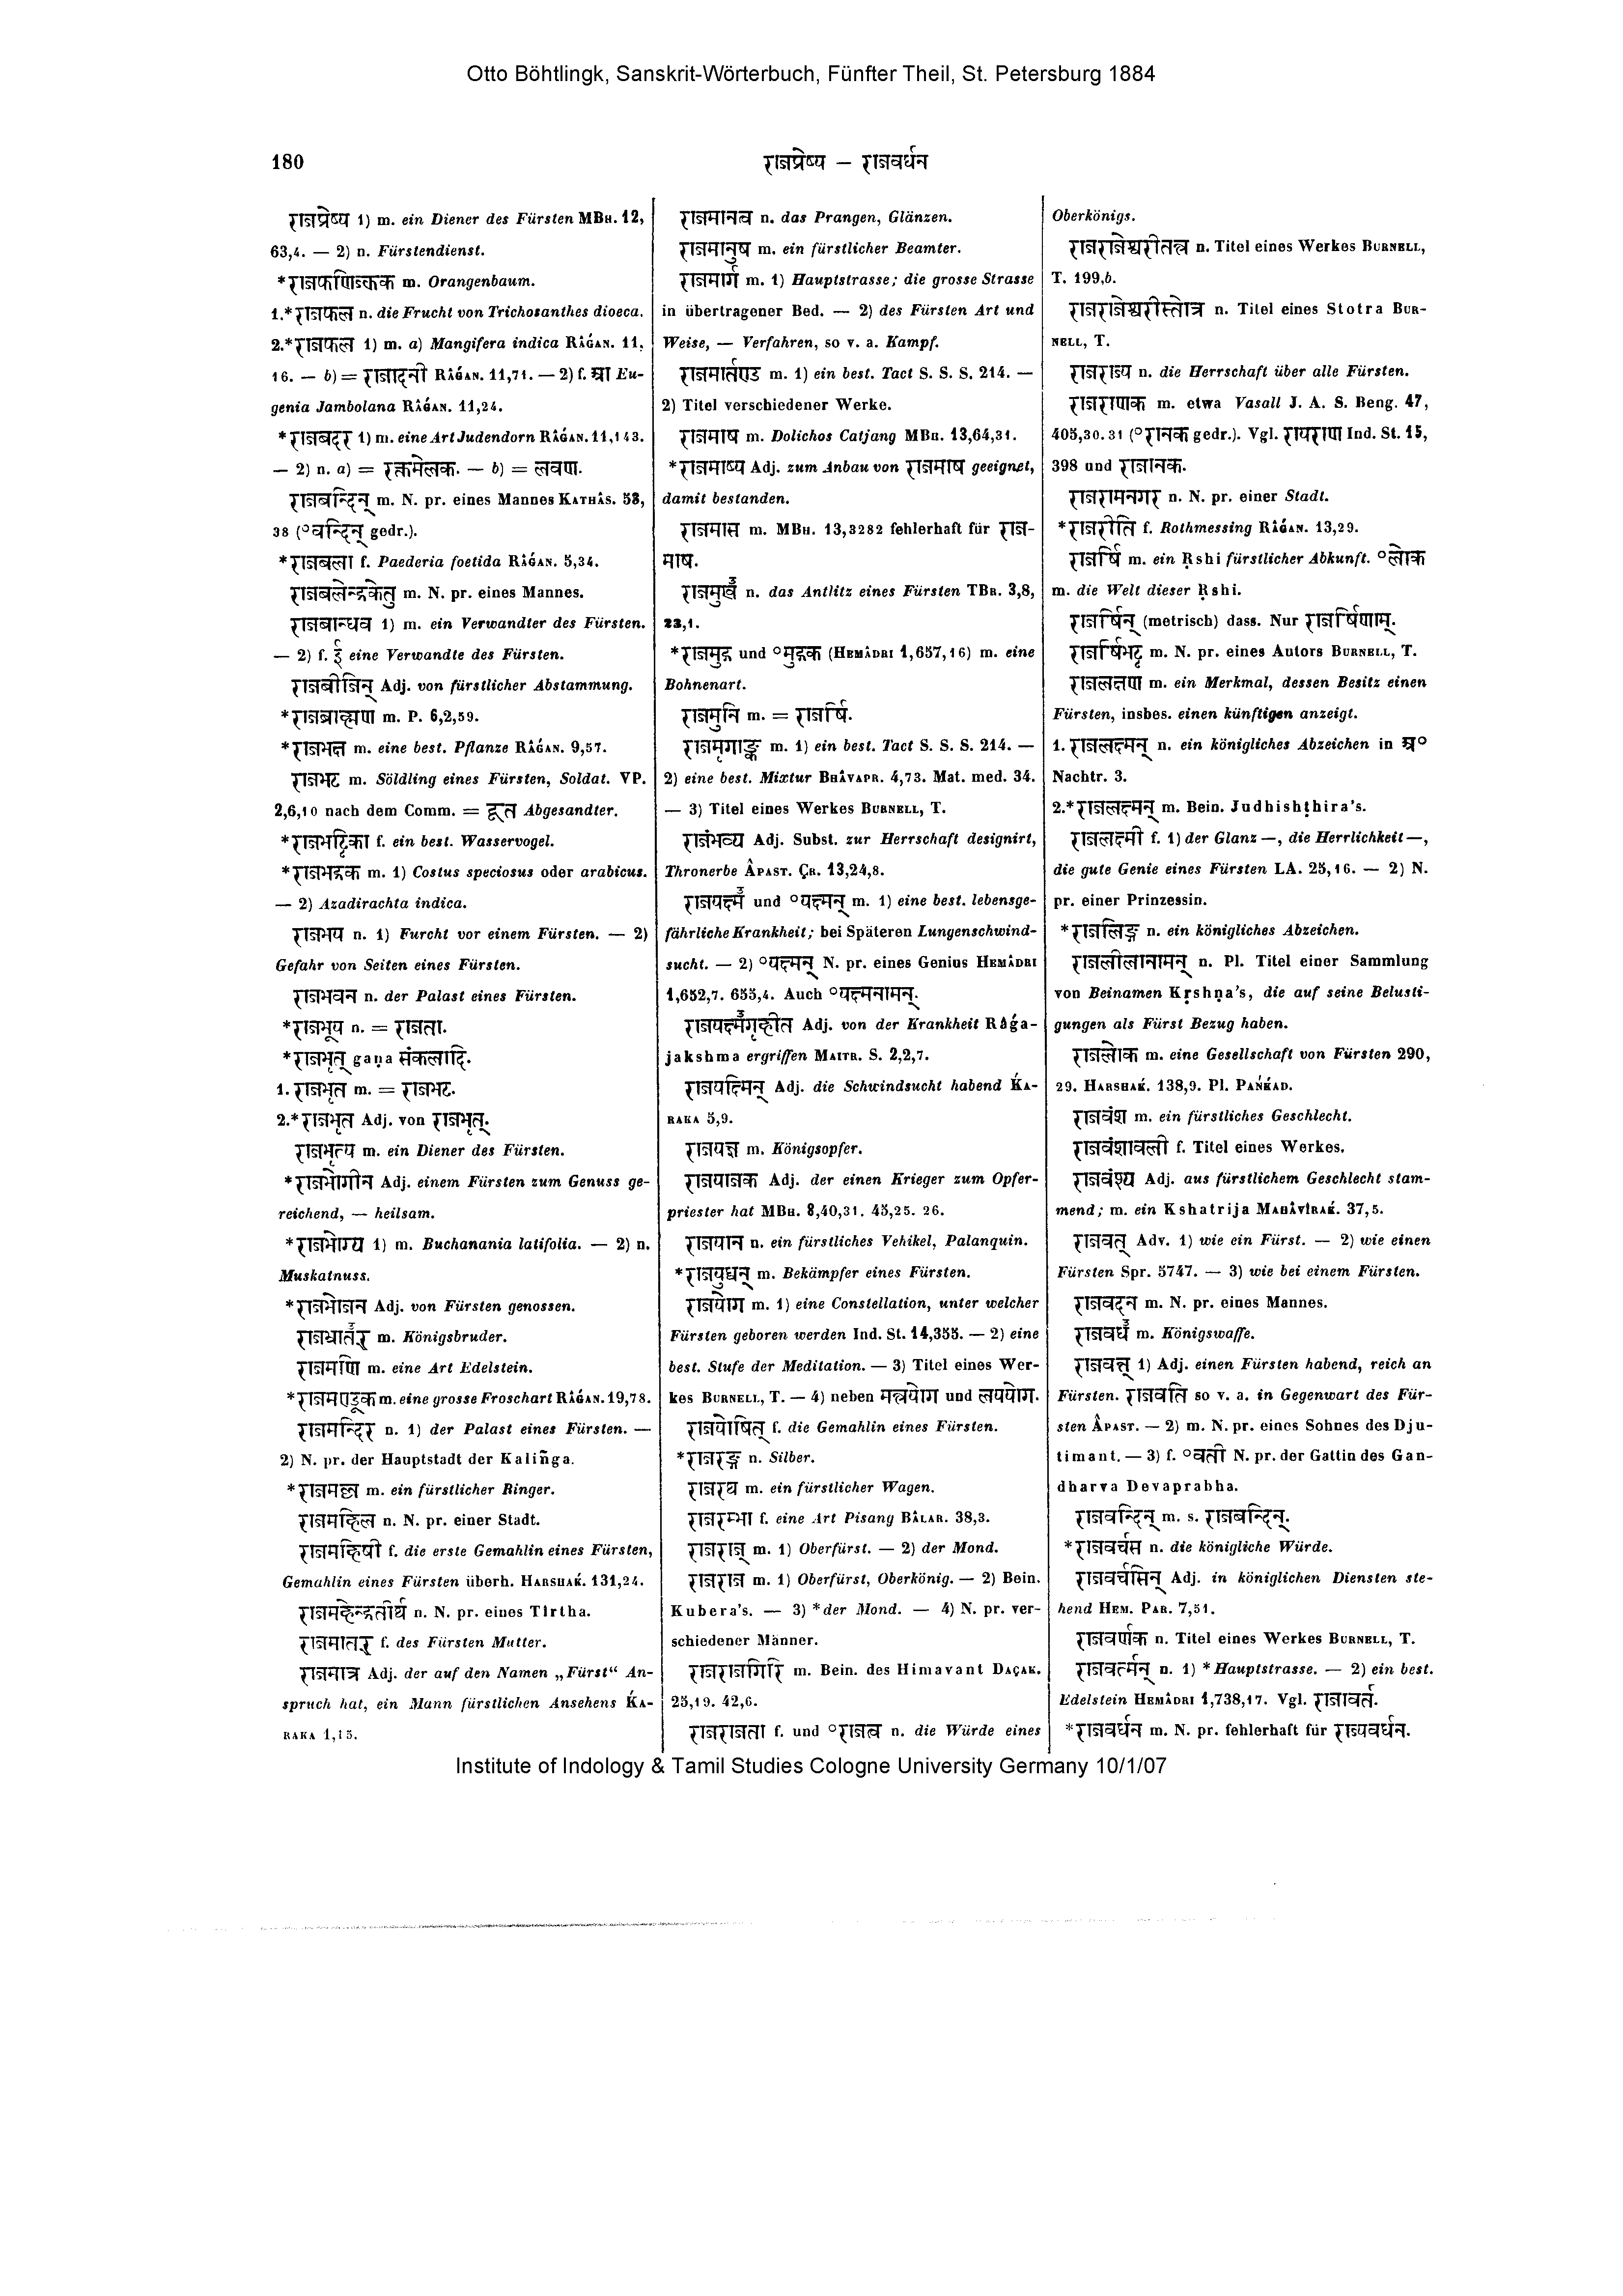 Otto Böhtlingk, Sanskrit-Wörterbuch, Fünfter Theil, St. Petersburg 1884
180
राजप्रेष्य — राजवर्धन
राजप्रेष्य 1) m. ein Diener des Fürsten MBH. 12,
63,4. — 2) n. Fürstendienst.
*राजफणिज्झक m. Orangenbaum.
1.*राजफल n. die Frucht von Trichosanthes dioeca.
2.*राजफल 1) m. a) Mangifera indica RÂǴAN. 11,
16. — b) = राजादनी RÂǴAN. 11,71. — 2) f. आ Eu-
genia Jambolana RÂǴAN. 11,24.
*राजबदर 1) m. eine Art Judendorn RÂǴAN. 11,143.
— 2) n. a) = रक्तामेलक. — b) = लवण.
राजबन्दिन् m. N. pr. eines Mannes KATHÂS. 58,
38 (°वन्दिन् gedr.).
*राजबला f. Paederia foetida RÂǴAN. 5,34.
राजबलेन्द्रकेतु m. N. pr. eines Mannes.
राजबान्धव 1) m. ein Verwandter des Fürsten.
— 2) f. ई eine Verwandte des Fürsten.
राजबीजिन् Adj. von fürstlicher Abstammung.
*राजब्राह्मण m. P. 6,2,59.
*राजभक्त m. eine best. Pflanze RÂǴAN. 9,57.
राजभट m. Söldling eines Fürsten, Soldat. VP.
2,6,10 nach dem Comm. = दूत Abgesandter.
*राजभट्टिका f. ein best. Wasservogel.
*राजभद्रक m. 1) Costus speciosus oder arabicus.
— 2) Azadirachta indica.
राजभय n. 1) Furcht vor einem Fürsten. — 2)
Gefahr von Seiten eines Fürsten.
राजभवन n. der Palast eines Fürsten.
*राजभूय n. = राजता.
*राजभृत् gaṇa संकलादि.
1. राजभृत m. = राजभट.
2.*राजभृत Adj. von राजभृत्.
राजभृत्य m. ein Diener des Fürsten.
*राजभोगीन Adj. einem Fürsten zum Genuss ge-
reichend, — heilsam.
*राजभोग्य 1) m. Buchanania latifolia. — 2) n.
Muskatnuss.
*राजभोजन Adj. von Fürsten genossen.
राजभ्रातर् m. Königsbruder.
राजमणि m. eine Art Edelstein.
*राजमण्डूक m. eine grosse Froschart RÂǴAN. 19,78.
राजमन्दिर n. 1) der Palast eines Fürsten. —
2) N. pr. der Hauptstadt der Kaliñga.
*राजमल्ल m. ein fürstlicher Ringer.
राजमहिल n. N. pr. einer Stadt.
राजमहिषी f. die erste Gemahlin eines Fürsten,
Gemahlin eines Fürsten überh. HARSHAḰ. 131,24.
राजमहेन्द्रतीर्थ n. N. pr. eines Tîrtha.
राजमातर् f. des Fürsten Mutter.
राजमात्र Adj. der auf den Namen „Fürst“ An-
spruch hat, ein Mann fürstlichen Ansehens ḰA-
RAKA 1,15.
राजमानत्व n. das Prangen, Glänzen.
राजमानुष m. ein fürstlicher Beamter.
राजमार्ग m. 1) Hauptstrasse; die grosse Strasse
in übertragener Bed. — 2) des Fürsten Art und
Weise, — Verfahren, so v. a. Kampf.
राजमार्तण्ड m. 1) ein best. Tact S. S. S. 214. —
2) Titel verschiedener Werke.
राजमाष m. Dolichos Catjang MBH. 13,64,31.
*राजमाष्य Adj. zum Anbau von राजमाष geeignet,
damit bestanden.
राजमास m. MBH. 13,3282 fehlerhaft für राज-
माष.
राजमुख n. das Antlitz eines Fürsten TBR. 3,8,
23,1.
*राजमुद्ग und °मुद्गक (HEMÂDRI 1,657,16) m. eine
Bohnenart.
राजमुनि m. = राजर्षि.
राजमृगाङ्क m. 1) ein best. Tact S. S. S. 214. —
2) eine best. Mixtur BHÂVAPR. 4,73. Mat. med. 34.
— 3) Titel eines Werkes BURNELL, T.
राजंभव्य Adj. Subst. zur Herrschaft designirt,
Thronerbe ÂPAST. ÇR. 13,24,8.
राजयक्ष्म und °यक्ष्मन् m. 1) eine best. lebensge-
fährliche Krankheit; bei Späteren Lungenschwind-
sucht. — 2) °यक्ष्मन् N. pr. eines Genius HEMÂDRI
1,652,7. 655,4. Auch °यक्ष्मनामन्.
राजयक्ष्मगृहीत Adj. von der Krankheit Râǵa-
jakshma ergriffen MAITR. S. 2,2,7.
राजयक्ष्मिन् Adj. die Schwindsucht habend ḰA-
RAKA 5,9.
राजयज्ञ m. Königsopfer.
राजयाजक Adj. der einen Krieger zum Opfer-
priester hat MBH. 8,40,31. 45,25. 26.
राजयान n. ein fürstliches Vehikel, Palanquin.
*राजयुध्वन् m. Bekämpfer eines Fürsten.
राजयोग m. 1) eine Constellation, unter welcher
Fürsten geboren werden Ind. St. 14,355. — 2) eine
best. Stufe der Meditation. — 3) Titel eines Wer-
kes BURNELL, T. — 4) neben मन्त्रयोग und लययोग.
राजयोषित् f. die Gemahlin eines Fürsten.
*राजरङ्ग n. Silber.
राजरथ m. ein fürstlicher Wagen.
राजरम्भा f. eine Art Pisang BÂLAR. 38,3.
राजराज् m. 1) Oberfürst. — 2) der Mond.
राजराज m. 1) Oberfürst, Oberkönig. — 2) Bein.
Kubera's. — 3) *der Mond. — 4) N. pr. ver-
schiedener Männer.
राजराजगिरि m. Bein. des Himavant DAÇAK.
25,19. 42,6.
राजराजता f. und °राजत्व n. die Würde eines
Oberkönigs.
राजराजेश्वरीतन्त्र n. Titel eines Werkes BURNELL,
T. 199,b.
राजराजेश्वरीस्तोत्र n. Titel eines Stotra BUR-
NELL, T.
राजराज्य n. die Herrschaft über alle Fürsten.
राजराणक m. etwa Vasall J. A. S. Beng. 47,
405,30. 31 (°रानक gedr.). Vgl. रायराण Ind. St. 15,
398 und राजानक.
राजरामनगर n. N. pr. einer Stadt.
*राजरीति f. Rothmessing RÂǴAN. 13,29.
राजर्षि m. ein Ṛshi fürstlicher Abkunft. °लोक
m. die Welt dieser Ṛshi.
राजर्षिन् (metrisch) dass. Nur राजर्षिणाम्.
राजर्षिभट्ट m. N. pr. eines Autors BURNELL, T.
राजलक्षण m. ein Merkmal, dessen Besitz einen
Fürsten, insbes. einen künftigen anzeigt.
1. राजलक्ष्मन् n. ein königliches Abzeichen in अ°
Nachtr. 3.
2.*राजलक्ष्मन् m. Bein. Judhishṭhira's.
राजलक्ष्मी f. 1) der Glanz —, die Herrlichkeit —,
die gute Genie eines Fürsten LA. 25,16. — 2) N.
pr. einer Prinzessin.
*राजलिङ्ग n. ein königliches Abzeichen.
राजलीलानामन् n. Pl. Titel einer Sammlung
von Beinamen Kṛshṇa's, die auf seine Belusti-
gungen als Fürst Bezug haben.
राजलोक m. eine Gesellschaft von Fürsten 290,
29. HARSHAḰ. 138,9. Pl. PAŃḰAD.
राजवंश m. ein fürstliches Geschlecht.
राजवंशावली f. Titel eines Werkes.
राजवंश्य Adj. aus fürstlichem Geschlecht stam-
mend; m. ein Kshatrija MAHÂVÎRAḰ. 37,5.
राजवत् Adv. 1) wie ein Fürst. — 2) wie einen
Fürsten Spr. 5747. — 3) wie bei einem Fürsten.
राजवदन m. N. pr. eines Mannes.
राजवध m. Königswaffe.
राजवन्त् 1) Adj. einen Fürsten habend, reich an
Fürsten. राजवति so v. a. in Gegenwart des Für-
sten ÂPAST. — 2) m. N. pr. eines Sohnes des Dju-
timant. — 3) f. °वती N. pr. der Gattin des Gan-
dharva Devaprabha.
राजवन्दिन् m. s. राजबन्दिन्.
*राजवर्चस n. die königliche Würde.
राजवर्चसिन् Adj. in königlichen Diensten ste-
hend HEM. PAR. 7,51.
राजवर्णक n. Titel eines Werkes BURNELL, T.
राजवर्त्मन् n. 1) *Hauptstrasse. — 2) ein best.
Edelstein HEMÂDRI 1,738,17. Vgl. राजावर्त.
*राजवर्धन m. N. pr. fehlerhaft für राज्यवर्धन.
Institute of Indology & Tamil Studies Cologne University Germany 10/1/07